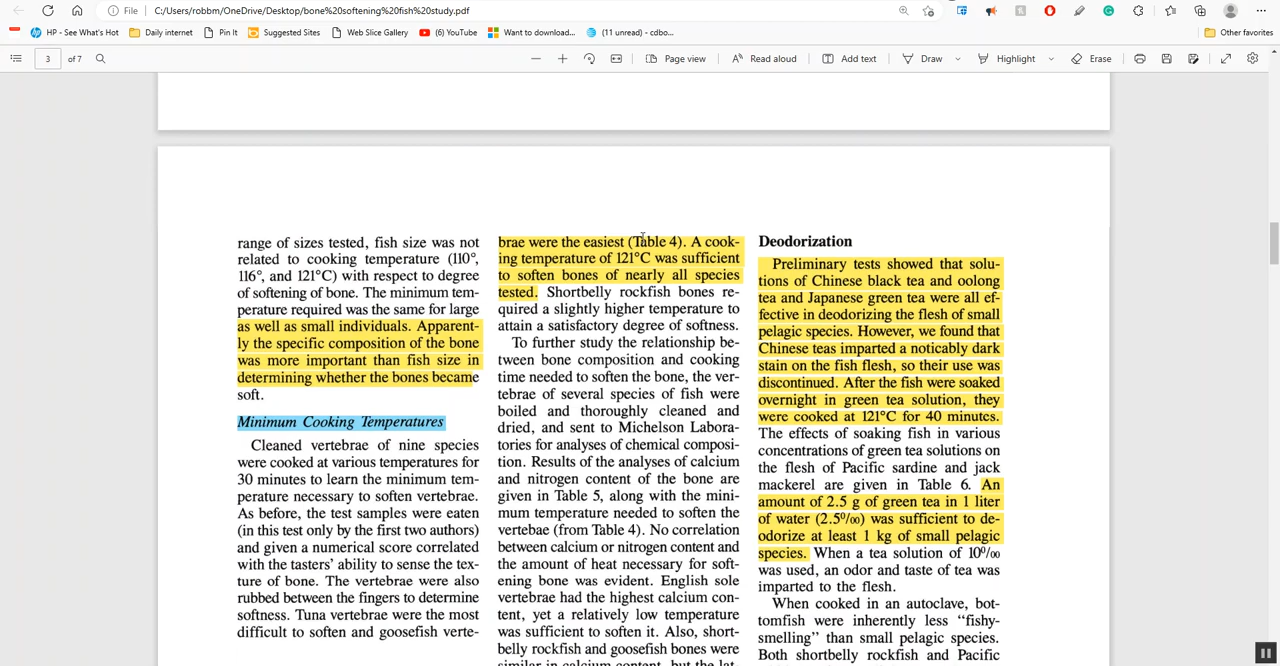 File
C:/Users/robbm/OneDrive/Desktop/bone%20softening%20fish%20study.pdf
HP - See What's Hot
Daily internet
Pin It
Suggested Sites
Web Slice Gallery
(6) YouTube
Want to download...
(11 unread) - cdbo...
Other favorites
3
of 7
Page view
Read aloud
Add text
Draw
Highlight
Erase
range of sizes tested, fish size was not
related to cooking temperature (110°,
116°, and 121°C) with respect to degree
of softening of bone. The minimum tem-
perature required was the same for large
as well as small individuals. Apparent-
ly the specific composition of the bone
was more important than fish size in
determining whether the bones became
soft.
Minimum Cooking Temperatures
Cleaned vertebrae of nine species
were cooked at various temperatures for
30 minutes to learn the minimum tem-
perature necessary to soften vertebrae.
As before, the test samples were eaten
(in this test only by the first two authors)
and given a numerical score correlated
with the tasters' ability to sense the tex-
ture of bone. The vertebrae were also
rubbed between the fingers to determine
softness. Tuna vertebrae were the most
difficult to soften and goosefish verte-
brae were the easiest (Table 4). A cook-
ing temperature of 121°C was sufficient
to soften bones of nearly all species
tested. Shortbelly rockfish bones re-
quired a slightly higher temperature to
attain a satisfactory degree of softness.
To further study the relationship be-
tween bone composition and cooking
time needed to soften the bone, the ver-
tebrae of several species of fish were
boiled and thoroughly cleaned and
dried, and sent to Michelson Labora-
tories for analyses of chemical composi-
tion. Results of the analyses of calcium
and nitrogen content of the bone are
given in Table 5, along with the mini-
mum temperature needed to soften the
vertebae (from Table 4). No correlation
between calcium or nitrogen content and
the amount of heat necessary for soft-
ening bone was evident. English sole
vertebrae had the highest calcium con-
tent, yet a relatively low temperature
was sufficient to soften it. Also, short-
belly rockfish and goosefish bones were
similar in calcium content, but the lat-
Deodorization
Preliminary tests showed that solu-
tions of Chinese black tea and oolong
tea and Japanese green tea were all ef-
fective in deodorizing the flesh of small
pelagic species. However, we found that
Chinese teas imparted a noticably dark
stain on the fish flesh, so their use was
discontinued. After the fish were soaked
overnight in green tea solution, they
were cooked at 121°C for 40 minutes.
The effects of soaking fish in various
concentrations of green tea solutions on
the flesh of Pacific sardine and jack
mackerel are given in Table 6. An
amount of 2.5 g of green tea in 1 liter
of water (2.5⁰/₀₀) was sufficient to de-
odorize at least 1 kg of small pelagic
species. When a tea solution of 10⁰/₀₀
was used, an odor and taste of tea was
imparted to the flesh.
When cooked in an autoclave, bot-
tomfish were inherently less "fishy-
smelling" than small pelagic species.
Both shortbelly rockfish and Pacific